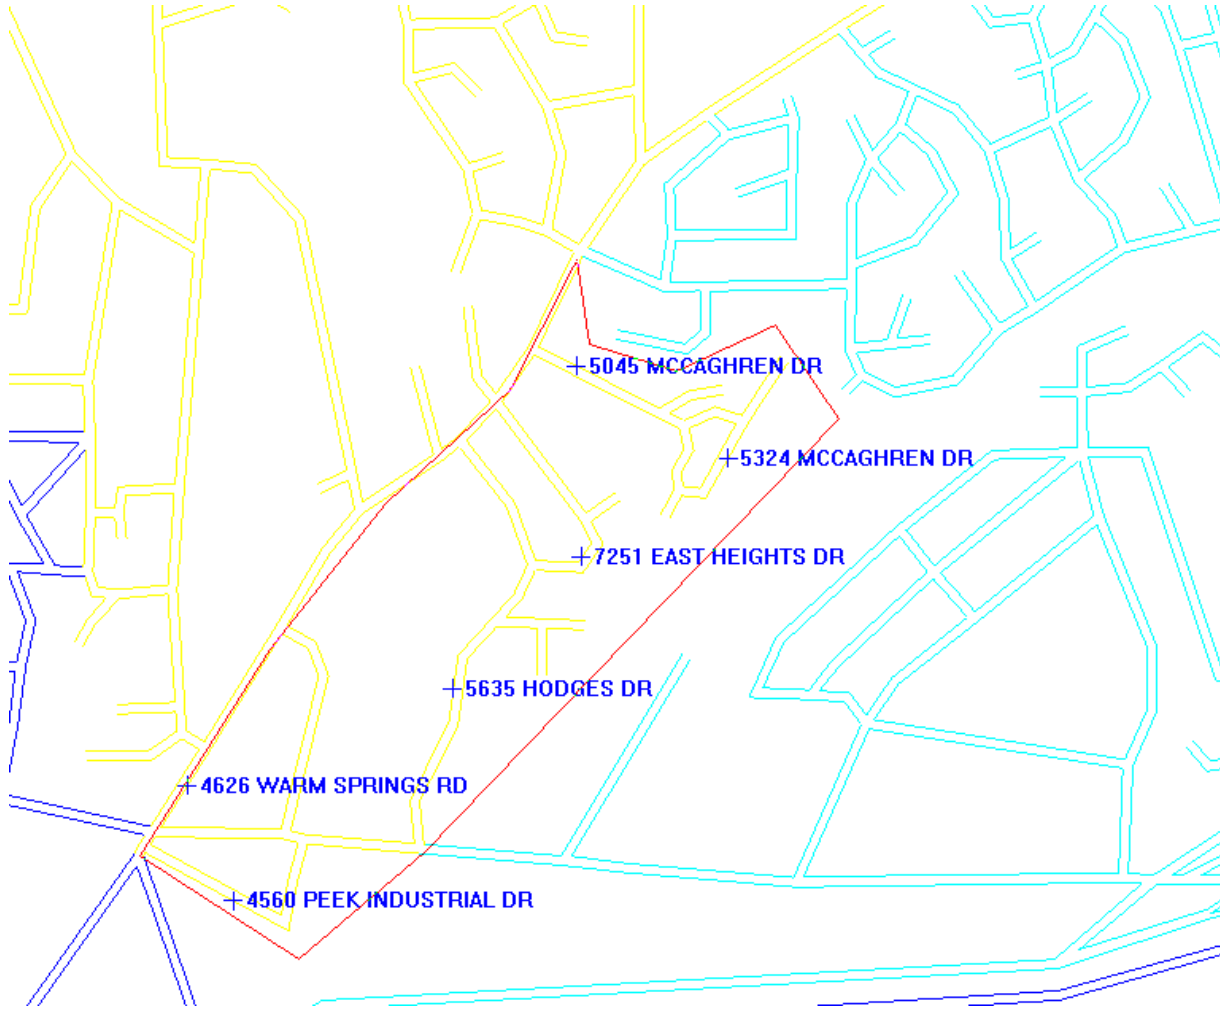 5045 MCCAGHREN DR
5324 MCCAGHREN DR
7251 EAST HEIGHTS DR
5635 HODGES DR
4626 WARM SPRINGS RD
4560 PEEK INDUSTRIAL DR